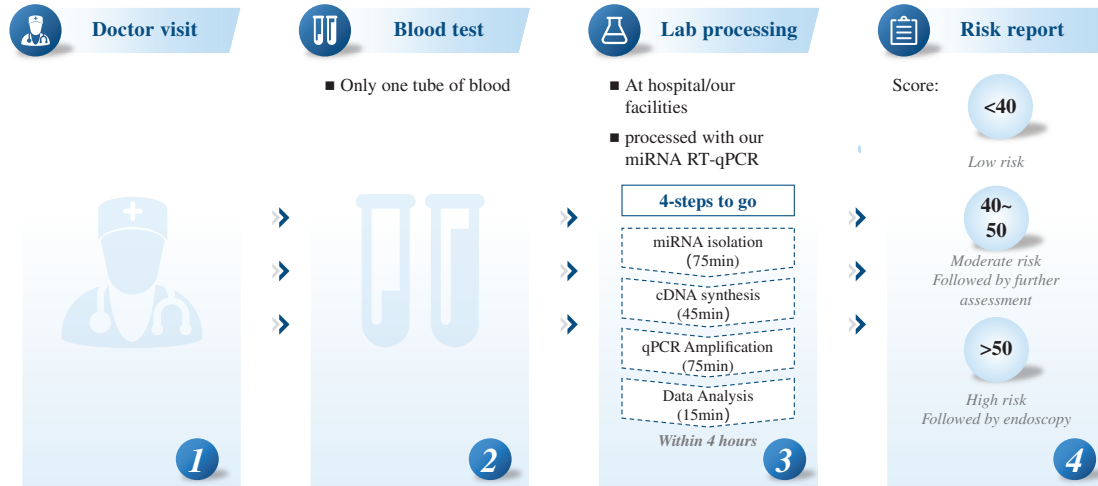 Doctor visit
1
Blood test
■ Only one tube of blood
2
Lab processing
■ At hospital/our
facilities
■ processed with our
miRNA RT-qPCR
4-steps to go
miRNA isolation
(75min)
cDNA synthesis
(45min)
qPCR Amplification
(75min)
Data Analysis
(15min)
Within 4 hours
3
Risk report
Score:
<40
Low risk
40~
50
Moderate risk
Followed by further
assessment
>50
High risk
Followed by endoscopy
4